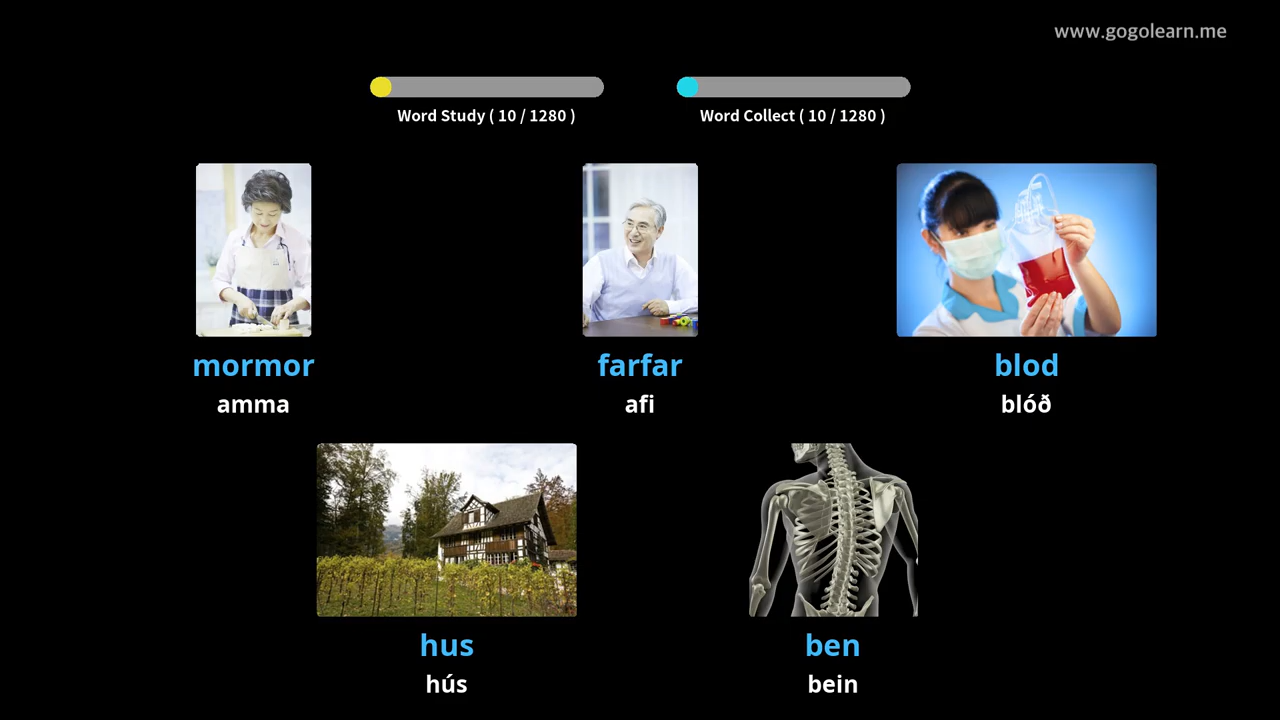 www.gogolearn.me
Word Study ( 10 / 1280 )
Word Collect ( 10 / 1280 )
mormor
amma
farfar
afi
blod
blóð
hus
hús
ben
bein